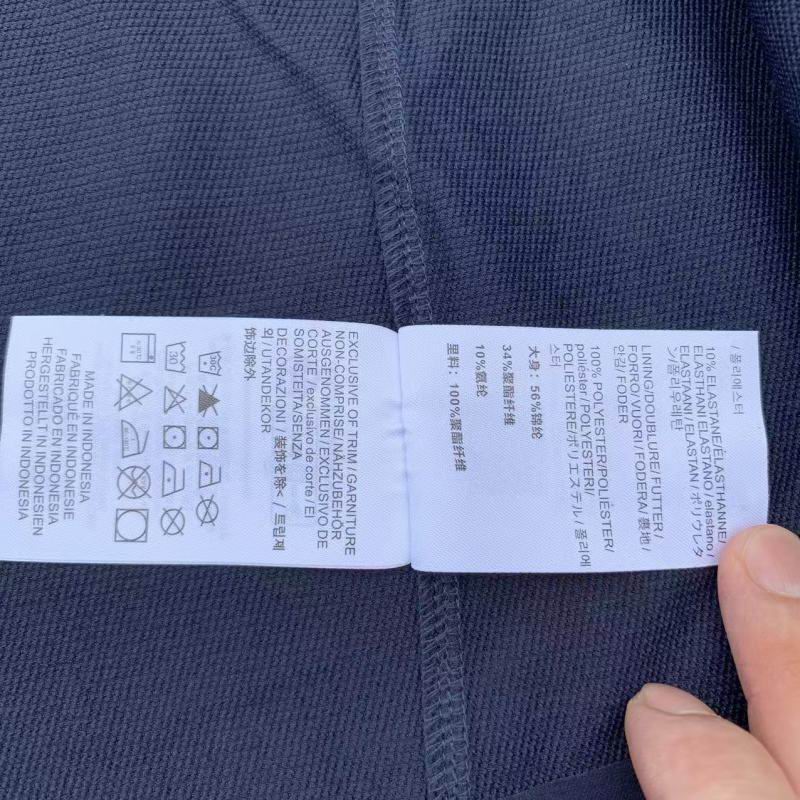 / 폴리에스터
10% ELASTANE/ÉLASTHANNE/
ELASTHAN/ ELASTANO / elastano /
ELASTAN / ELASTANI / ポリウレタ
ン/ 폴리우레탄
LINING/DOUBLURE/FUTTER/
FORRO/VUORI / FODERA/ 裏地 /
안감/ FODER
100% POLYESTER/POLIÉSTER/
poliéster / POLYESTERI/
POLIESTERE/ポリエステル / 폴리에
스터
大身：56%锦纶
34%聚酯纤维
10%氨纶
里料：100%聚酯纤维
EXCLUSIVE OF TRIM / GARNITURE
NON-COMPRISE/NÄHZUBEHÖR
AUSGENOMMEN / EXCLUSIVO DE
CORTE / exclusivo de corte / EI
SOMISTEITA/SENZA
DECORAZIONI / 装飾を除< / 트림제
외/ UTANDEKOR
饰边除外
30C
30
MADE IN INDONESIA
FABRIQUÉ EN INDONESIE
FABRICADO EN INDONESIA
HERGESTELLT IN INDONESIEN
PRODOTTO IN INDONESIA